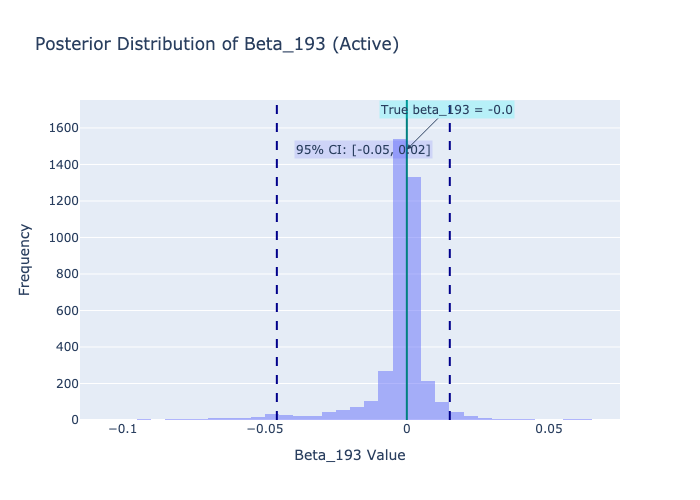 Posterior Distribution of Beta_193 (Active)
True beta_193 = -0.0
95% CI: [-0.05, 0.02]
1600
1400
1200
1000
800
600
400
200
0
Frequency
−0.1
−0.05
0
0.05
Beta_193 Value